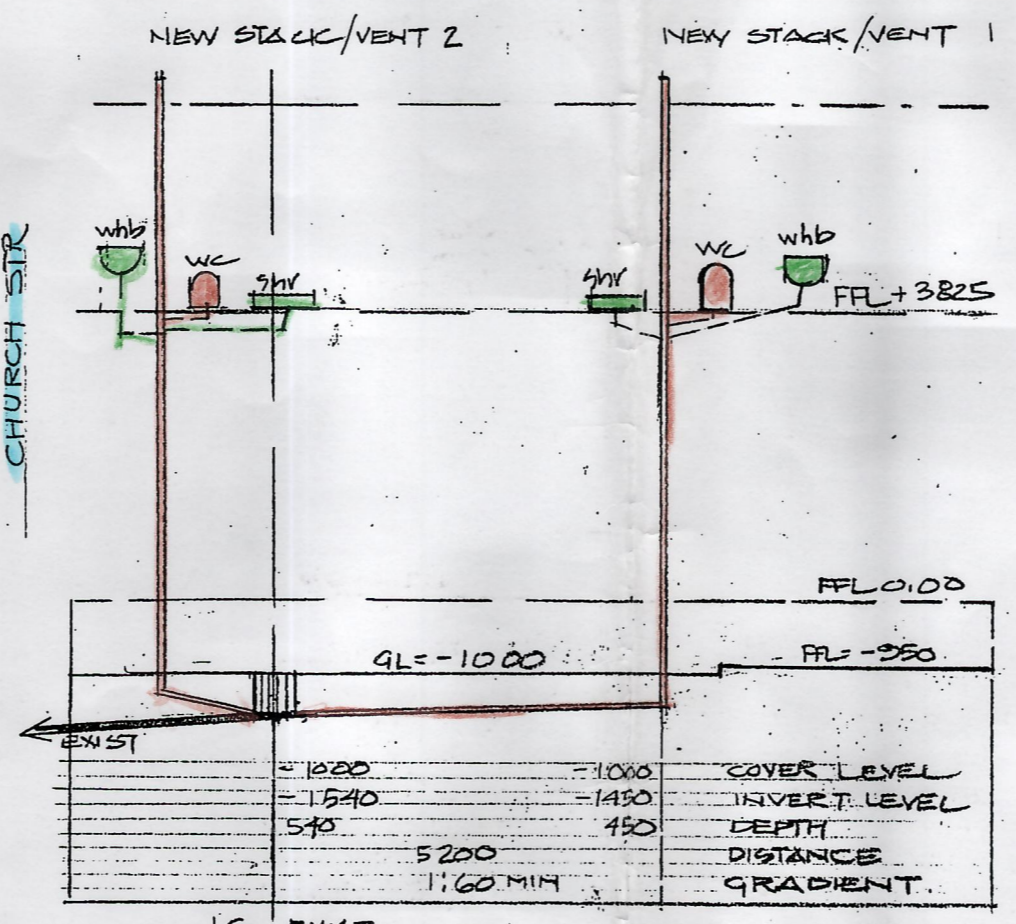 NEW STACK/VENT 2
NEW STACK/VENT 1
CHURCH STR
whb
wc
shr
shr
wc
whb
FFL + 3825
FFL 0.00
GL = -1000
FFL = -950
EXIST
-1000 -1000 COVER LEVEL
-1540 -1450 INVERT LEVEL
540 450 DEPTH
5200 DISTANCE
1:60 MIN GRADIENT.